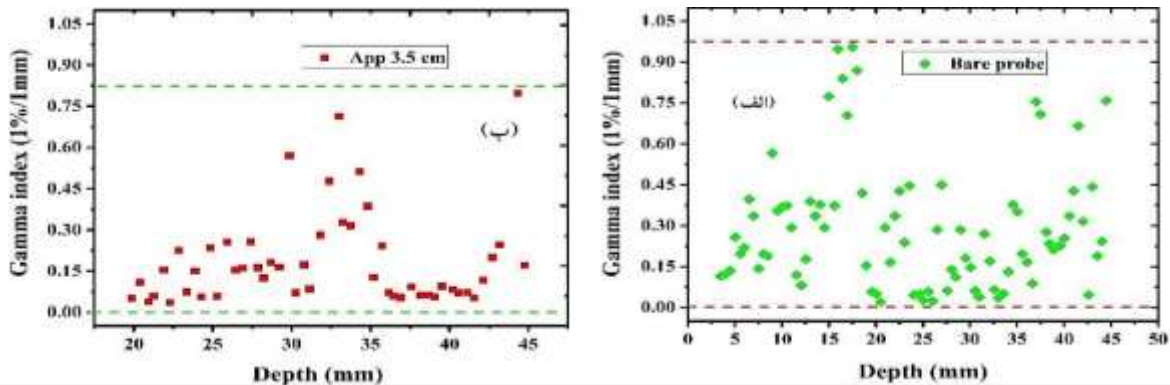 Gamma index (1%/1mm)
1.05
0.90
0.75
0.60
0.45
0.30
0.15
0.00
App 3.5 cm
(پ)
20 25 30 35 40 45
Depth (mm)
Gamma index (1%/1mm)
1.05
0.90
0.75
0.60
0.45
0.30
0.15
0.00
Bare probe
(الف)
0 5 10 15 20 25 30 35 40 45 50
Depth (mm)